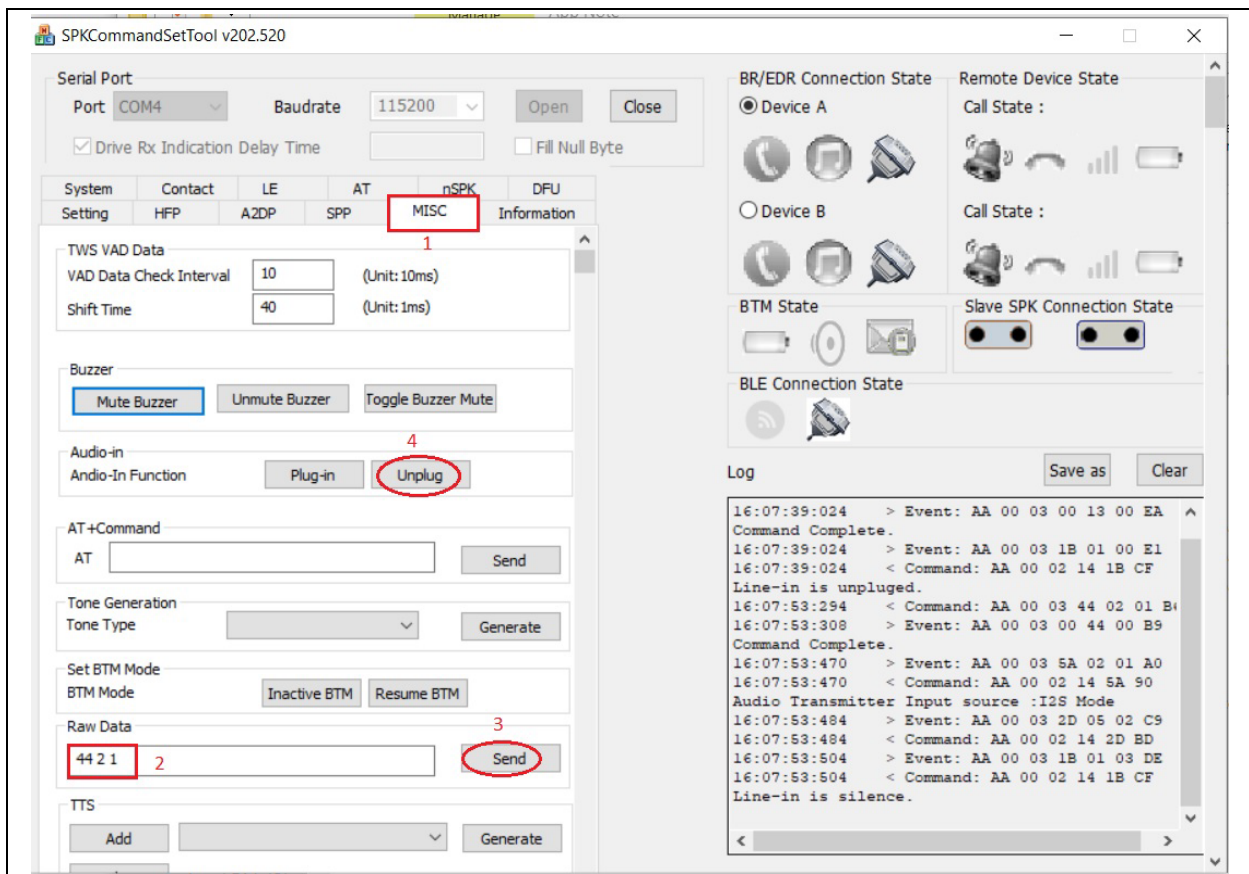 Manage App Note
SPKCommandSetTool v202.520
Serial Port
Port COM4 Baudrate 115200 Open Close
Drive Rx Indication Delay Time Fill Null Byte
System Contact LE AT nSPK DFU
Setting HFP A2DP SPP MISC Information
1
TWS VAD Data
VAD Data Check Interval 10 (Unit:10ms)
Shift Time 40 (Unit:1ms)
Buzzer
Mute Buzzer Unmute Buzzer Toggle Buzzer Mute
Audio-in
4
Andio-In Function Plug-in Unplug
AT+Command
AT Send
Tone Generation
Tone Type Generate
Set BTM Mode
BTM Mode Inactive BTM Resume BTM
Raw Data
3
44 2 1 2 Send
TTS
Add Generate
BR/EDR Connection State Remote Device State
Device A Call State :
Device B Call State :
BTM State Slave SPK Connection State
BLE Connection State
Log Save as Clear
16:07:39:024 > Event: AA 00 03 00 13 00 EA
Command Complete.
16:07:39:024 > Event: AA 00 03 1B 01 00 E1
16:07:39:024 < Command: AA 00 02 14 1B CF
Line-in is unpluged.
16:07:53:294 < Command: AA 00 03 44 02 01
16:07:53:308 > Event: AA 00 03 00 44 00 B9
Command Complete.
16:07:53:470 > Event: AA 00 03 5A 02 01 A0
16:07:53:470 < Command: AA 00 02 14 5A 90
Audio Transmitter Input source :I2S Mode
16:07:53:484 > Event: AA 00 03 2D 05 02 C9
16:07:53:484 < Command: AA 00 02 14 2D BD
16:07:53:504 > Event: AA 00 03 1B 01 03 DE
16:07:53:504 < Command: AA 00 02 14 1B CF
Line-in is silence.